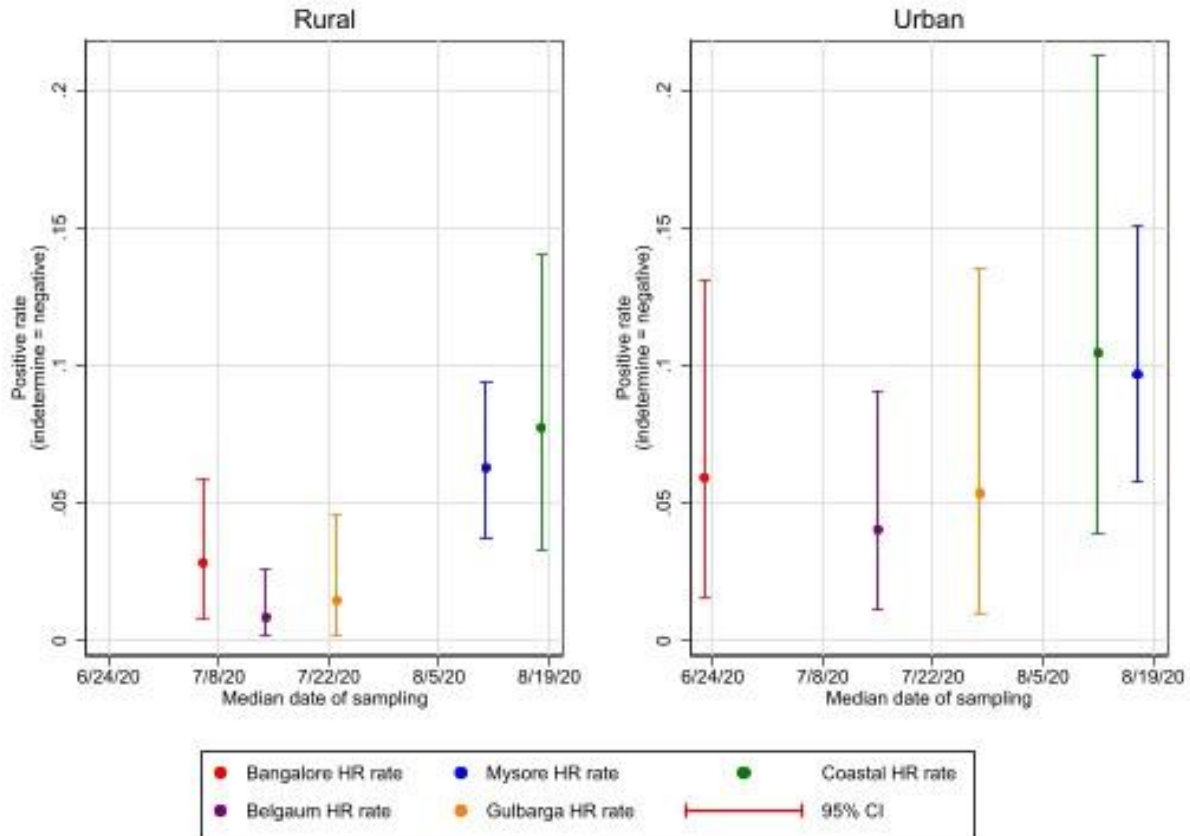 Rural
Positive rate
(indetermine = negative)
.2
.15
.1
.05
0
6/24/20 7/8/20 7/22/20 8/5/20 8/19/20
Median date of sampling
Urban
Positive rate
(indetermine = negative)
.2
.15
.1
.05
0
6/24/20 7/8/20 7/22/20 8/5/20 8/19/20
Median date of sampling
Bangalore HR rate Mysore HR rate Coastal HR rate
Belgaum HR rate Gulbarga HR rate 95% CI